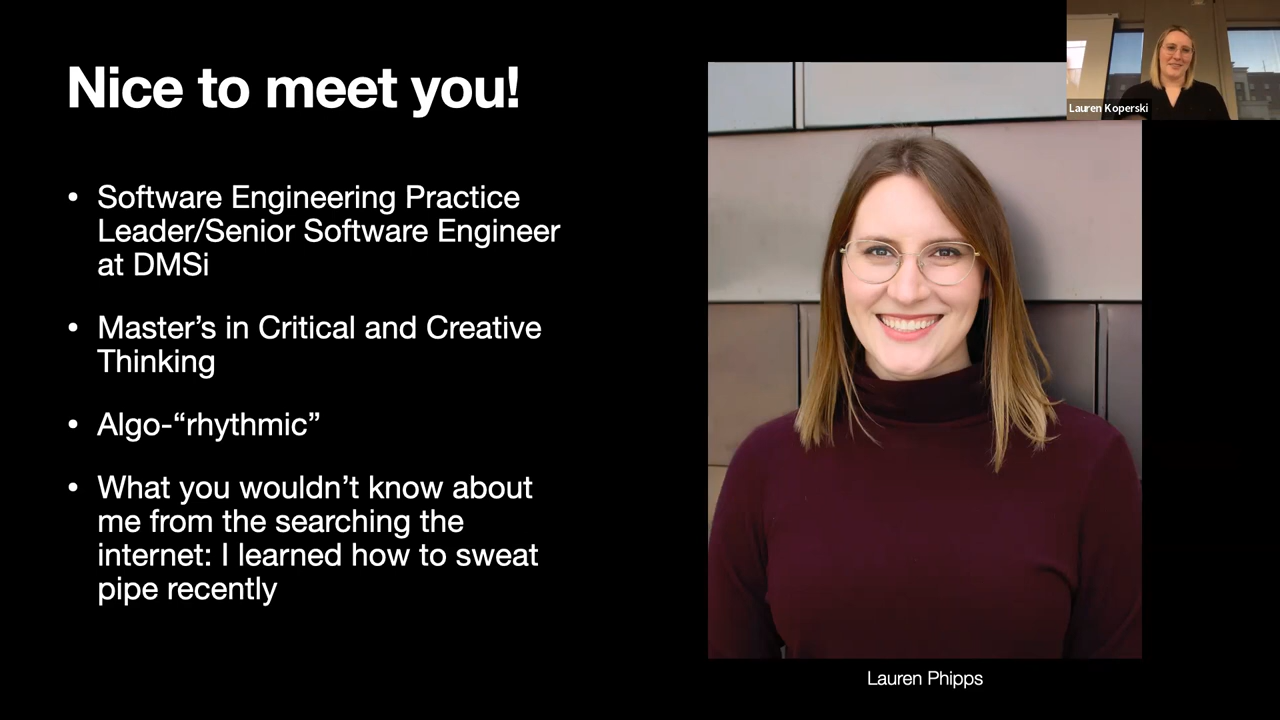 Nice to meet you!
• Software Engineering Practice
Leader/Senior Software Engineer
at DMSi
• Master’s in Critical and Creative
Thinking
• Algo-“rhythmic”
• What you wouldn’t know about
me from the searching the
internet: I learned how to sweat
pipe recently
Lauren Koperski
Lauren Phipps